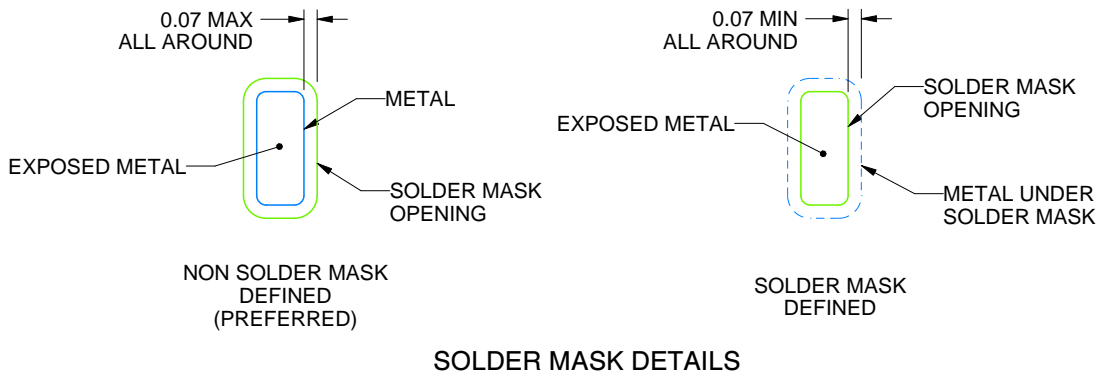 0.07 MAX
ALL AROUND
METAL
EXPOSED METAL
SOLDER MASK
OPENING
NON SOLDER MASK
DEFINED
(PREFERRED)
0.07 MIN
ALL AROUND
SOLDER MASK
OPENING
EXPOSED METAL
METAL UNDER
SOLDER MASK
SOLDER MASK
DEFINED
SOLDER MASK DETAILS